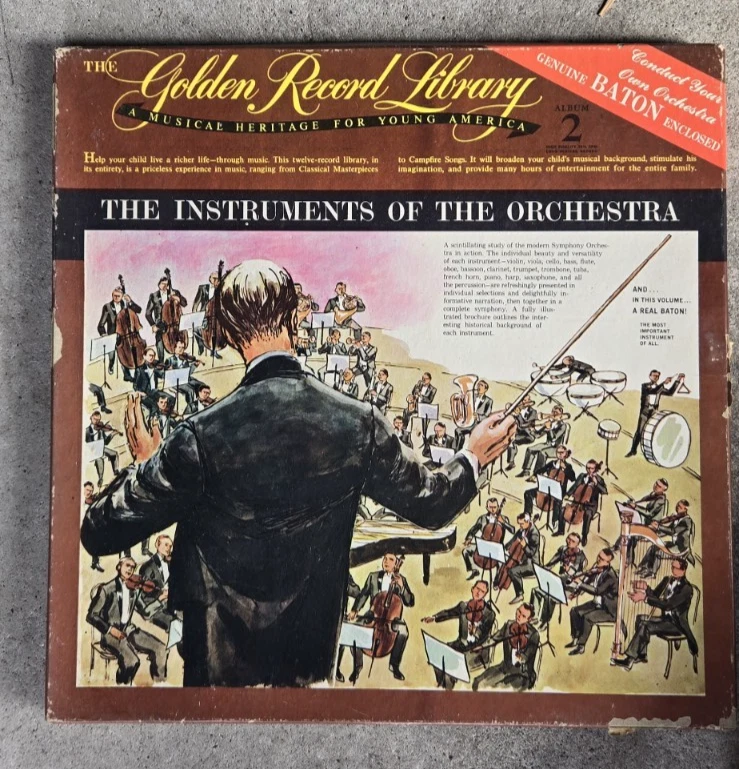 THE Golden Record Library
A MUSICAL HERITAGE FOR YOUNG AMERICA
ALBUM
2
GENUINE BATON ENCLOSED
Conduct Your
Own Orchestra
Help your child live a richer life—through music. This twelve-record library, in
its entirety, is a priceless experience in music, ranging from Classical Masterpieces
to Campfire Songs. It will broaden your child's musical background, stimulate his
imagination, and provide many hours of entertainment for the entire family.
THE INSTRUMENTS OF THE ORCHESTRA
A scintillating study of the modern Symphony Orches-
tra in action. The individual beauty and versatility
of each instrument—violin, viola, cello, bass, flute,
oboe, bassoon, clarinet, trumpet, trombone, tuba,
french horn, piano, harp, saxophone, and all
the percussion—are refreshingly presented in
individual selections and delightfully in-
formative narration, then together in a
complete symphony. A fully illus-
trated brochure outlines the inter-
esting historical background of
each instrument.
AND...
IN THIS VOLUME...
A REAL BATON!
THE MOST
IMPORTANT
INSTRUMENT
OF ALL.